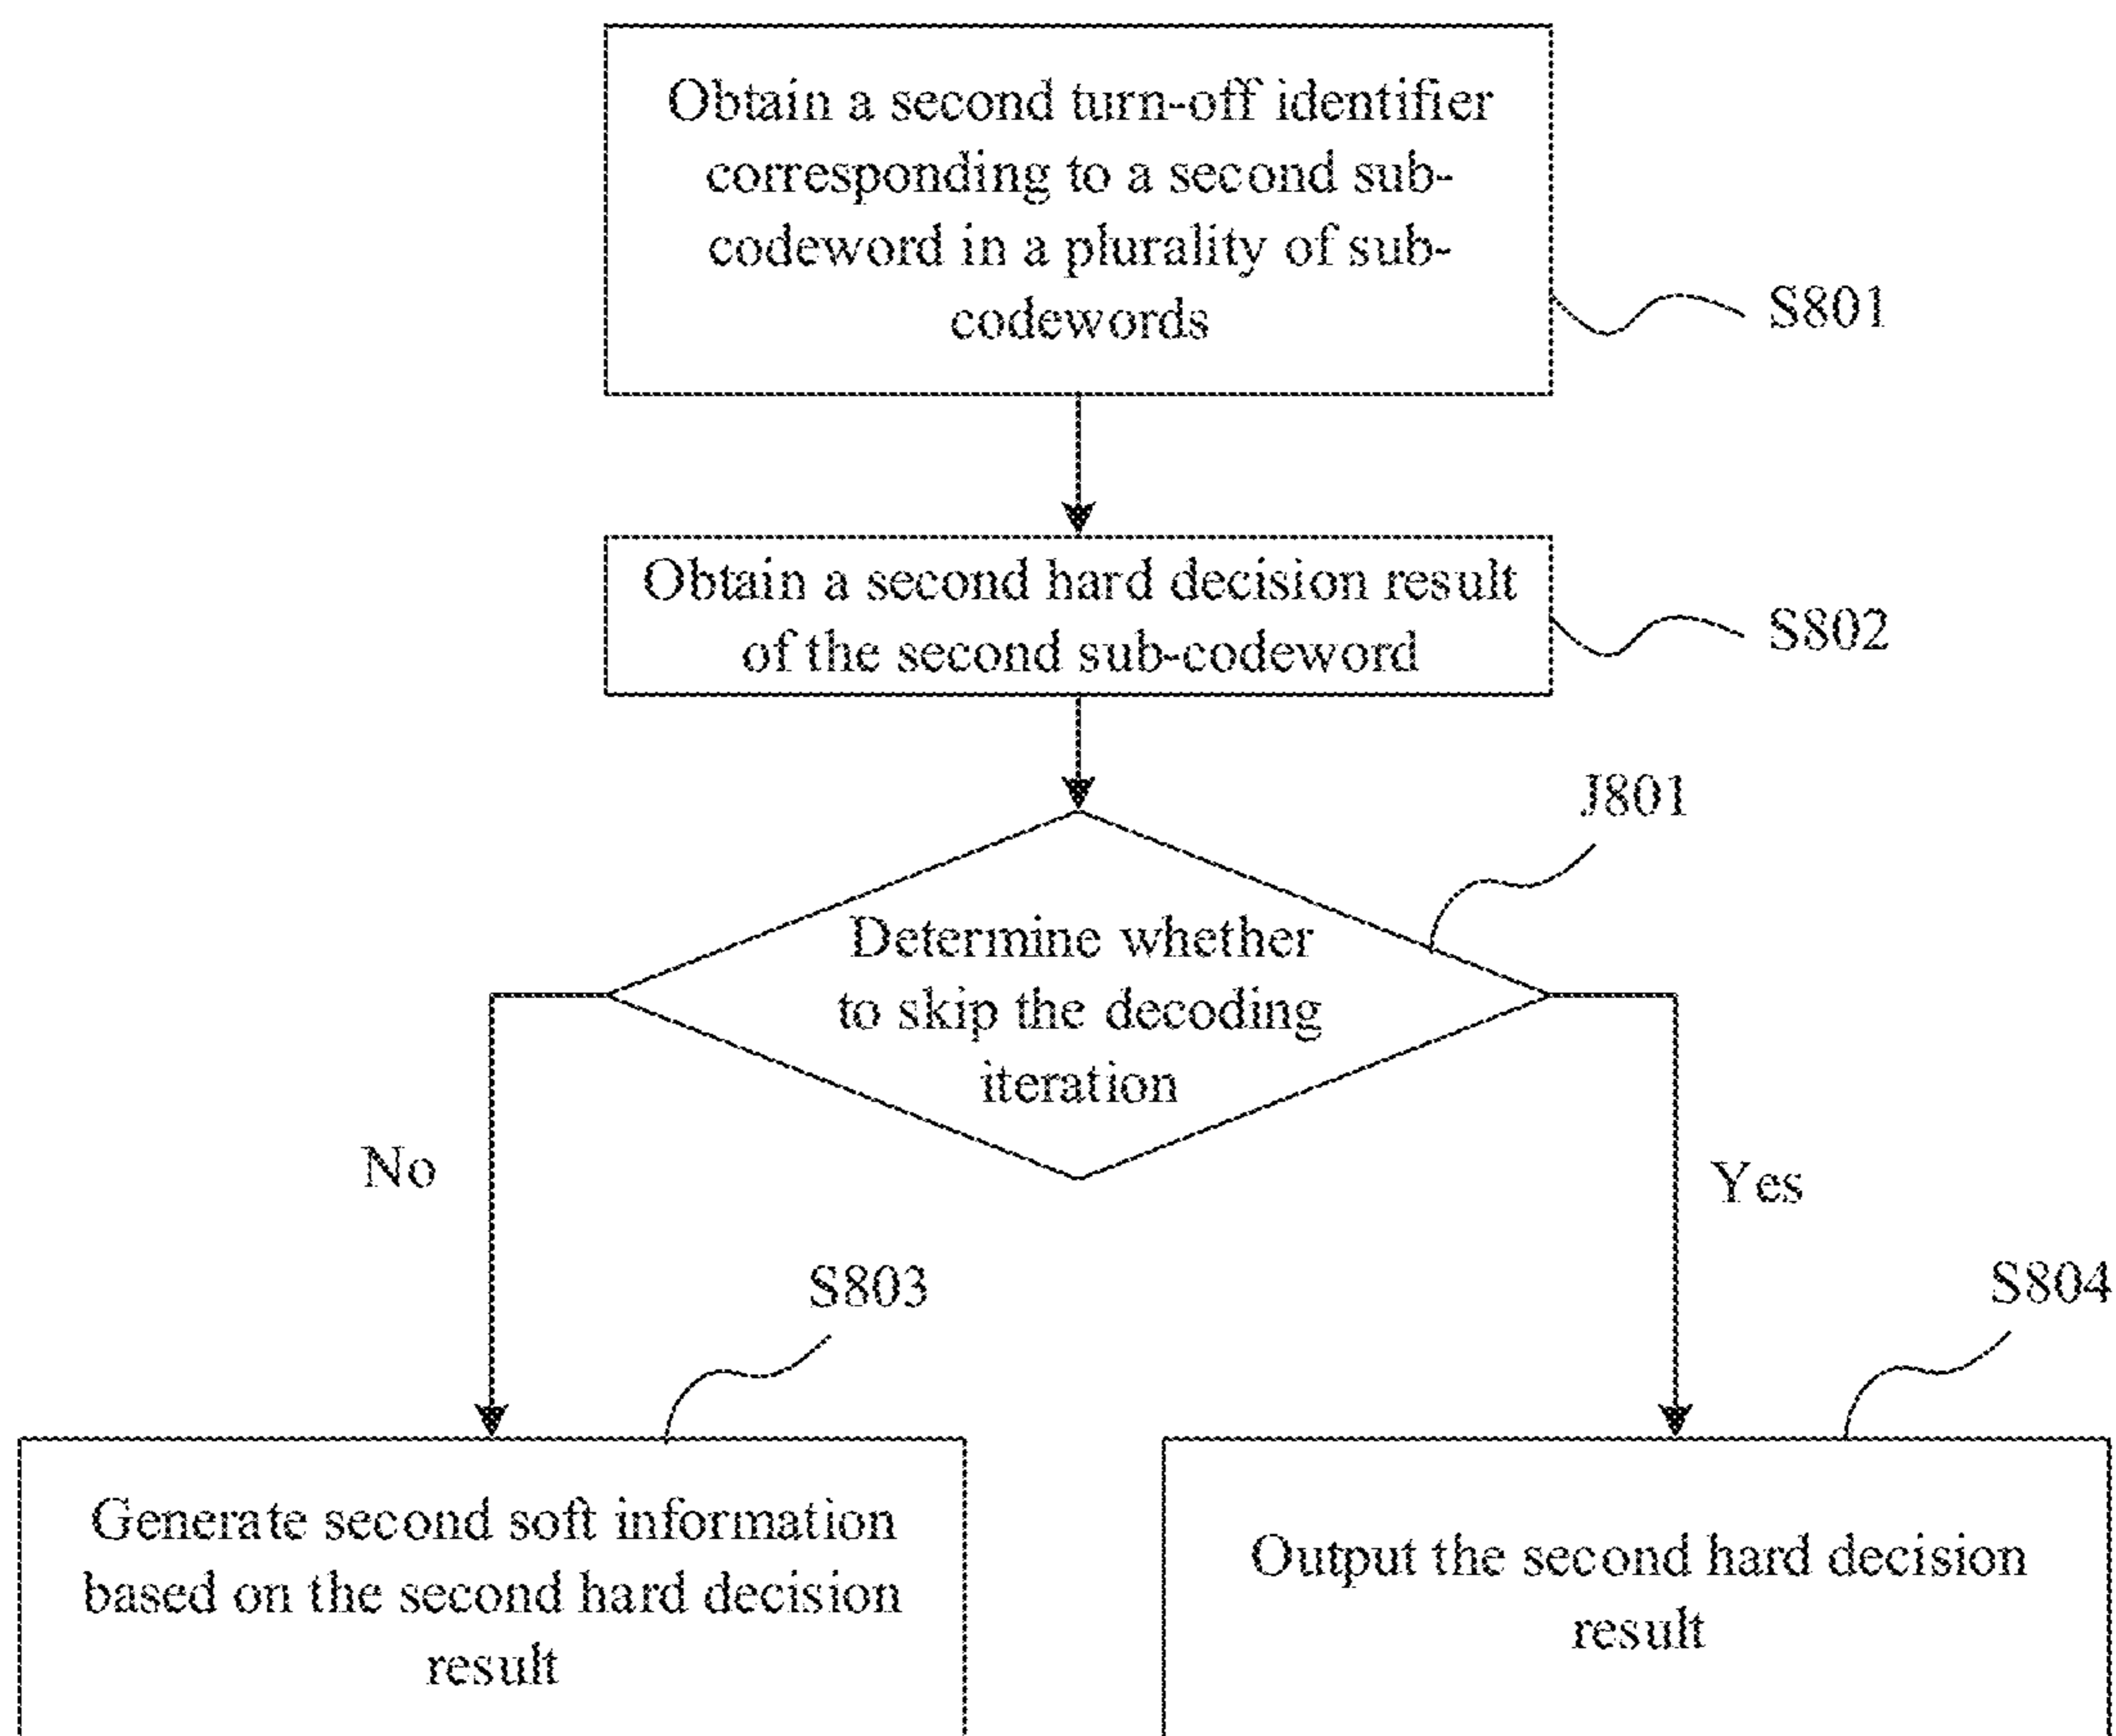 Obtain a second turn-off identifier
corresponding to a second sub-
codeword in a plurality of sub-
codewords
S801
Obtain a second hard decision result
of the second sub-codeword
S802
J801
Determine whether
to skip the decoding
iteration
No
Yes
S803
S804
Generate second soft information
based on the second hard decision
result
Output the second hard decision
result